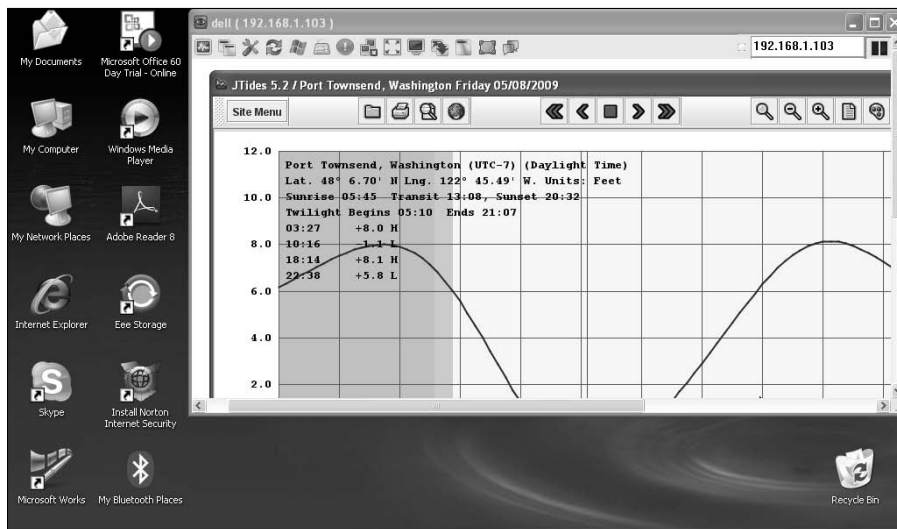 My Documents
Microsoft Office 60
Day Trial - Online
My Computer
Windows Media
Player
My Network Places
Adobe Reader 8
Internet Explorer
Eee Storage
Skype
Install Norton
Internet Security
Microsoft Works
My Bluetooth Places
dell ( 192.168.1.103 )
192.168.1.103
JTides 5.2 / Port Townsend, Washington Friday 05/08/2009
Site Menu
12.0
10.0
8.0
6.0
4.0
2.0
Port Townsend, Washington (UTC-7) (Daylight Time)
Lat. 48° 6.70' N Lng. 122° 45.49' W. Units: Feet
Sunrise 05:45 Transit 13:08, Sunset 20:32
Twilight Begins 05:10 Ends 21:07
03:27 +8.0 H
10:16 -1.1 L
18:14 +8.1 H
22:38 +5.8 L
Recycle Bin